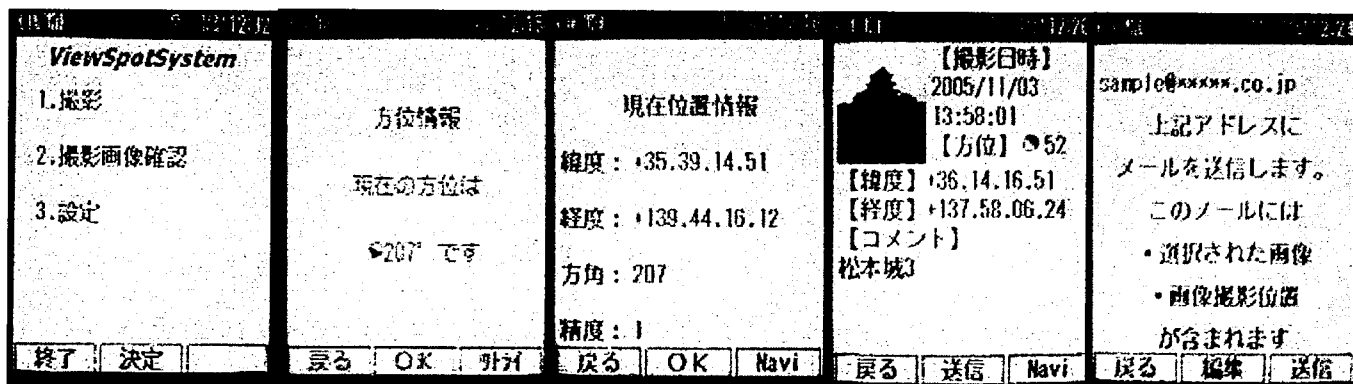 ViewSpotSystem
1.撮影
2.撮影画像確認
3.設定
終了 決定
方位情報
現在の方位は
207° です
戻る OK リトライ
現在位置情報
緯度：+35.39.14.51
経度：+139.44.16.12
方角：207
精度：1
戻る OK Navi
【撮影日時】
2005/11/03
13:58:01
【方位】 52
【緯度】+36.14.16.51
【経度】+137.58.06.24
【コメント】
松本城3
戻る 送信 Navi
sample@*****.co.jp
上記アドレスに
メールを送信します。
このメールには
・選択された画像
・画像撮影位置
が含まれます
戻る 編集 送信